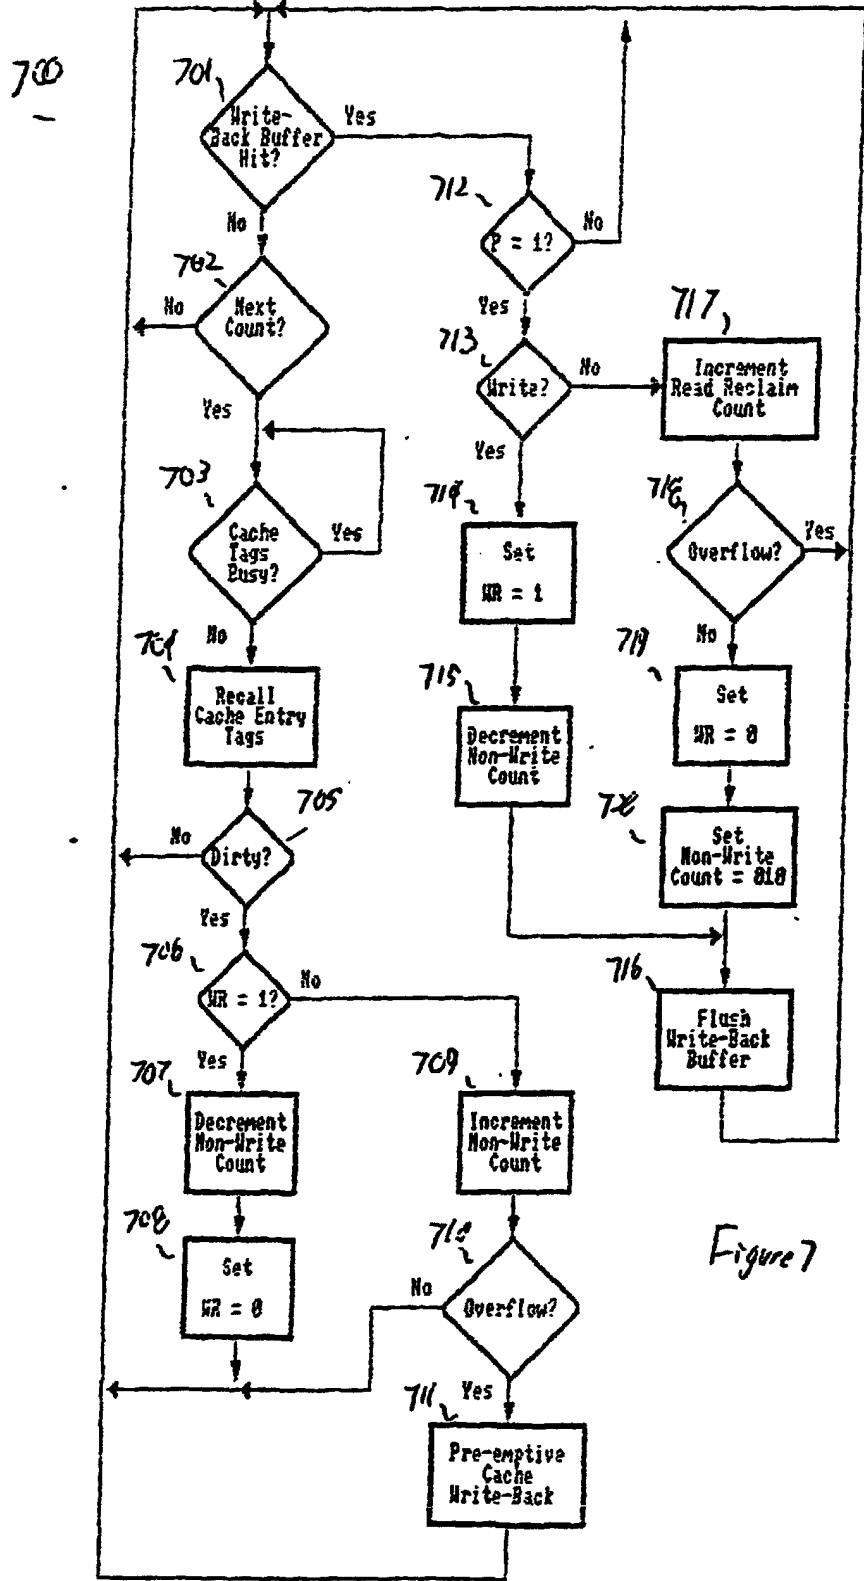 700
701
Write-
Back Buffer
Hit?
Yes
No
712
P = 1?
No
Yes
702
Next
Count?
No
Yes
713
Write?
No
Yes
717
Increment
Read Reclaim
Count
703
Cache
Tags
Busy?
Yes
No
714
Set
WR = 1
718
Overflow?
Yes
No
704
Recall
Cache Entry
Tags
715
Decrement
Non-Write
Count
719
Set
WR = 0
705
Dirty?
No
Yes
720
Set
Non-Write
Count = 010
706
WR = 1?
No
Yes
716
Flush
Write-Back
Buffer
707
Decrement
Non-Write
Count
709
Increment
Non-Write
Count
708
Set
WR = 0
710
Overflow?
No
Yes
711
Pre-emptive
Cache
Write-Back
Figure 7